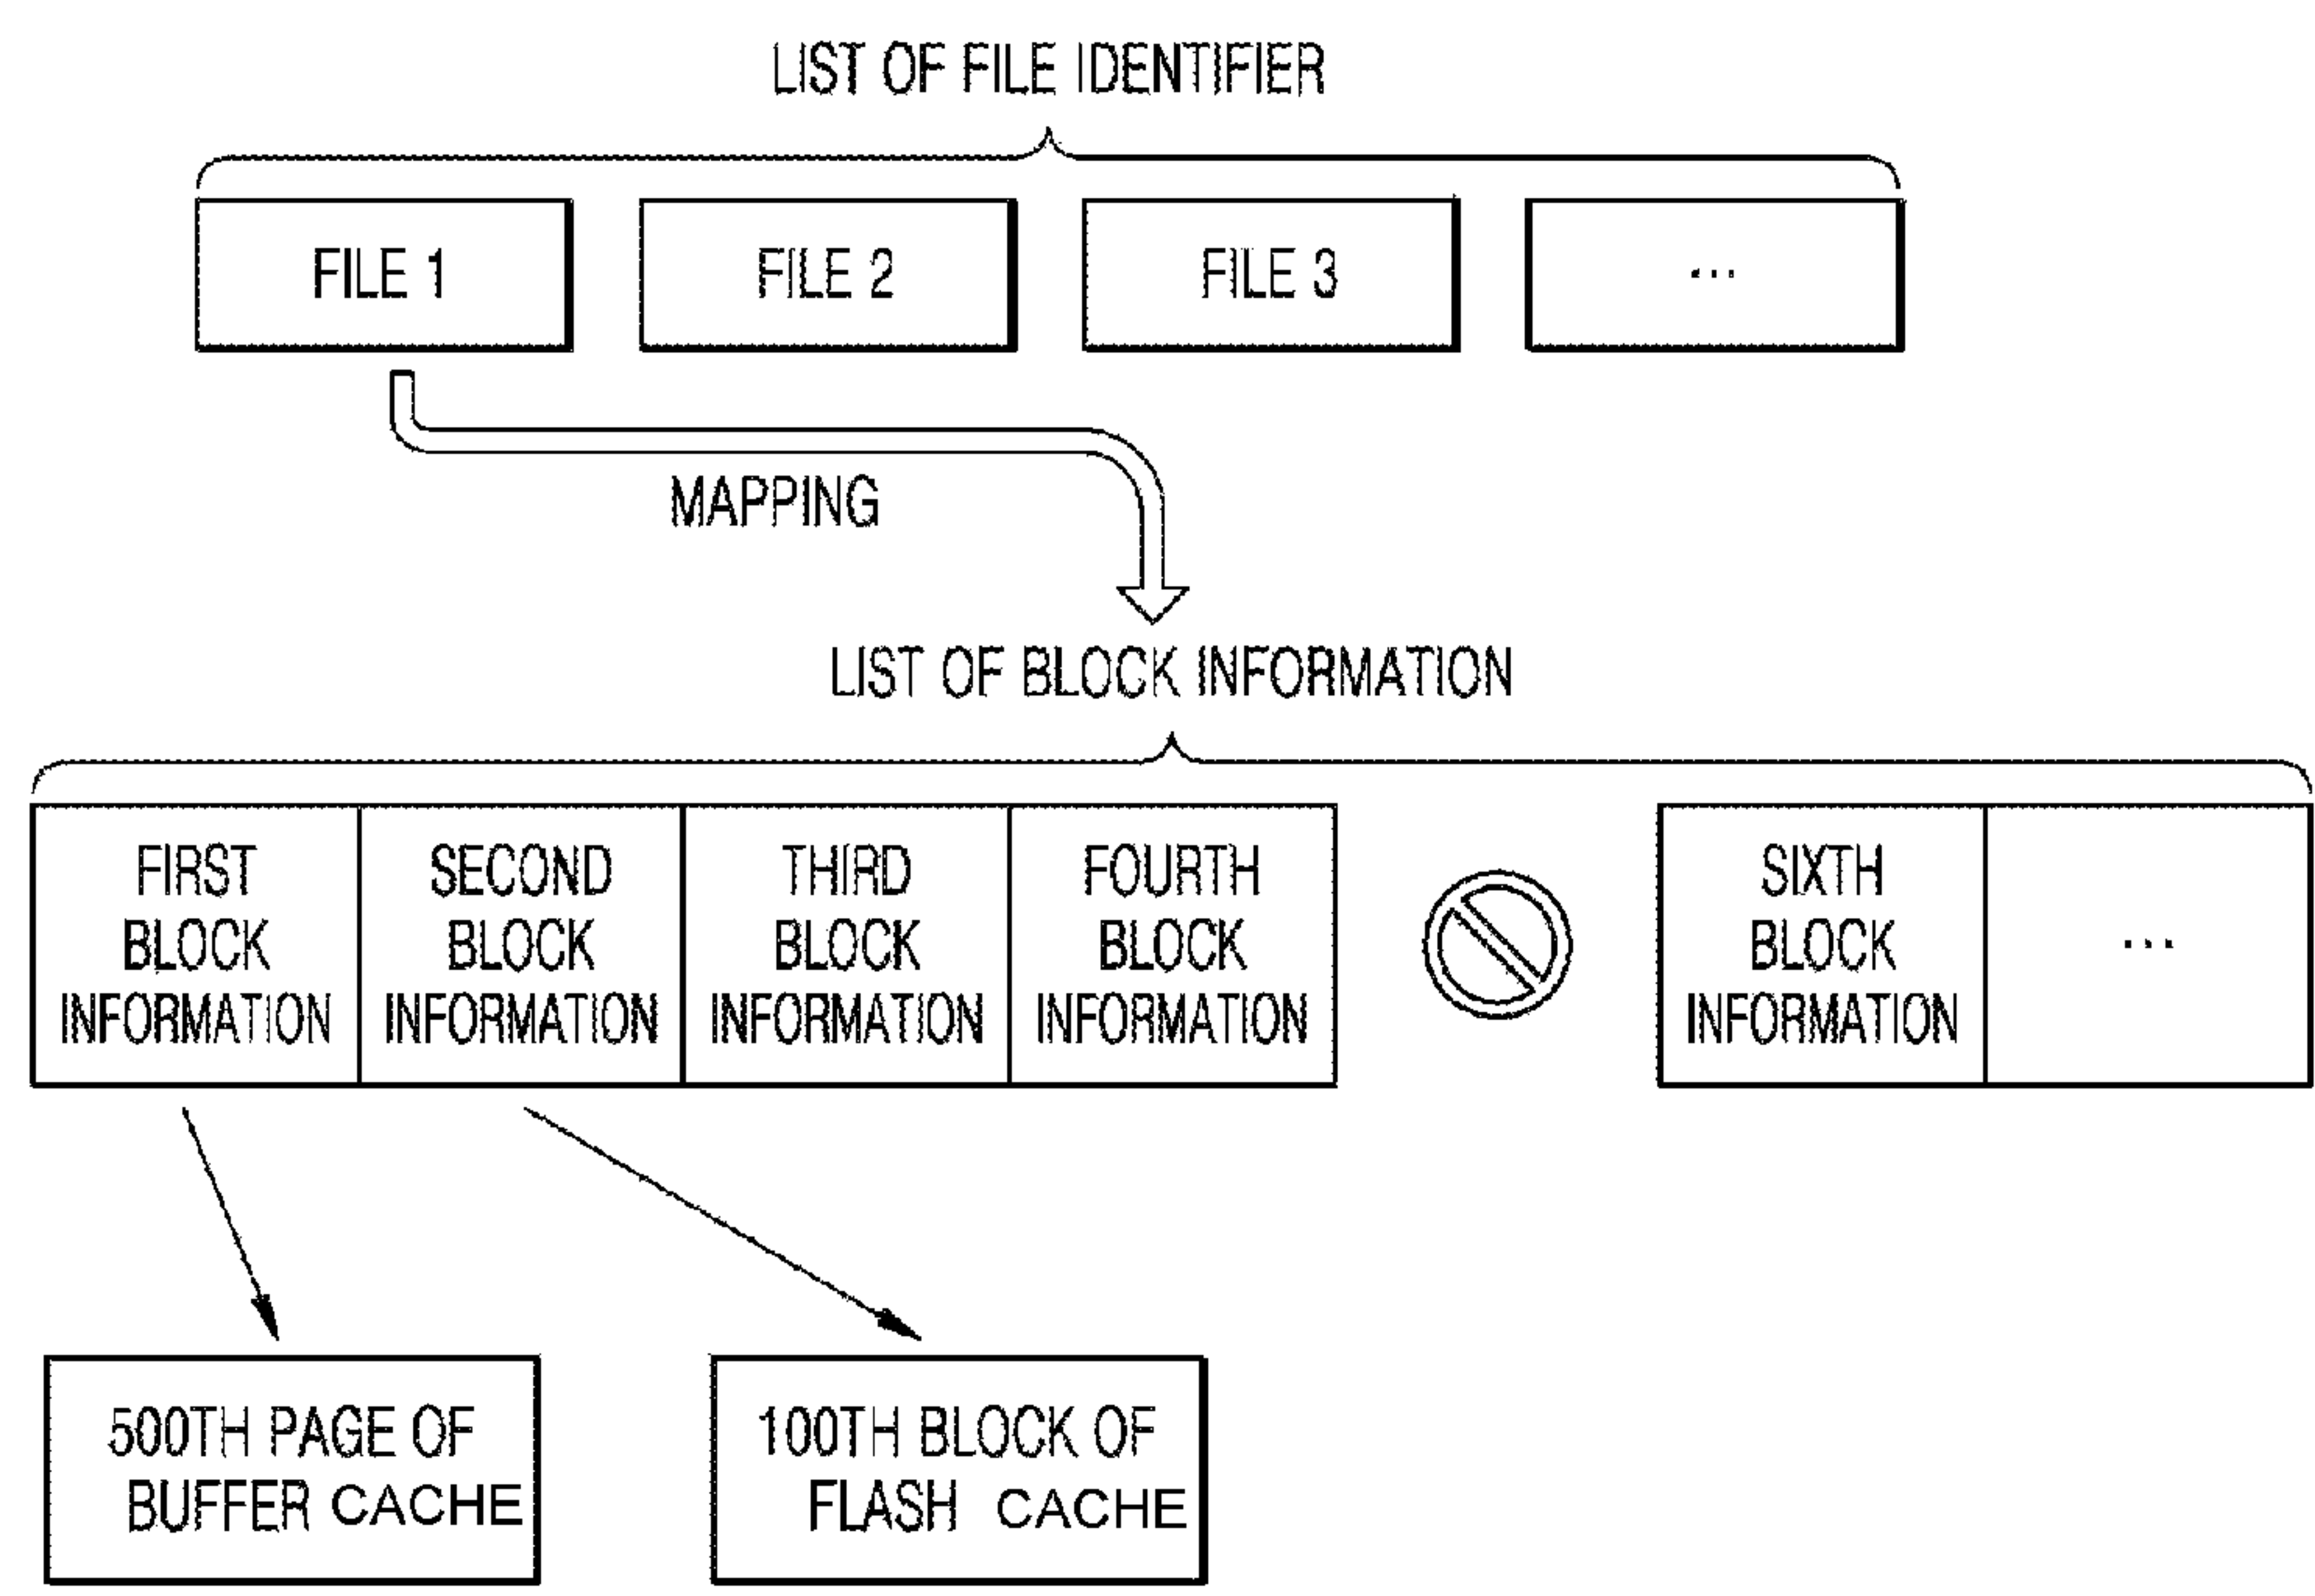 LIST OF FILE IDENTIFIER
FILE 1
FILE 2
FILE 3
...
MAPPING
LIST OF BLOCK INFORMATION
FIRST
BLOCK
INFORMATION
SECOND
BLOCK
INFORMATION
THIRD
BLOCK
INFORMATION
FOURTH
BLOCK
INFORMATION
SIXTH
BLOCK
INFORMATION
...
500TH PAGE OF
BUFFER CACHE
100TH BLOCK OF
FLASH CACHE